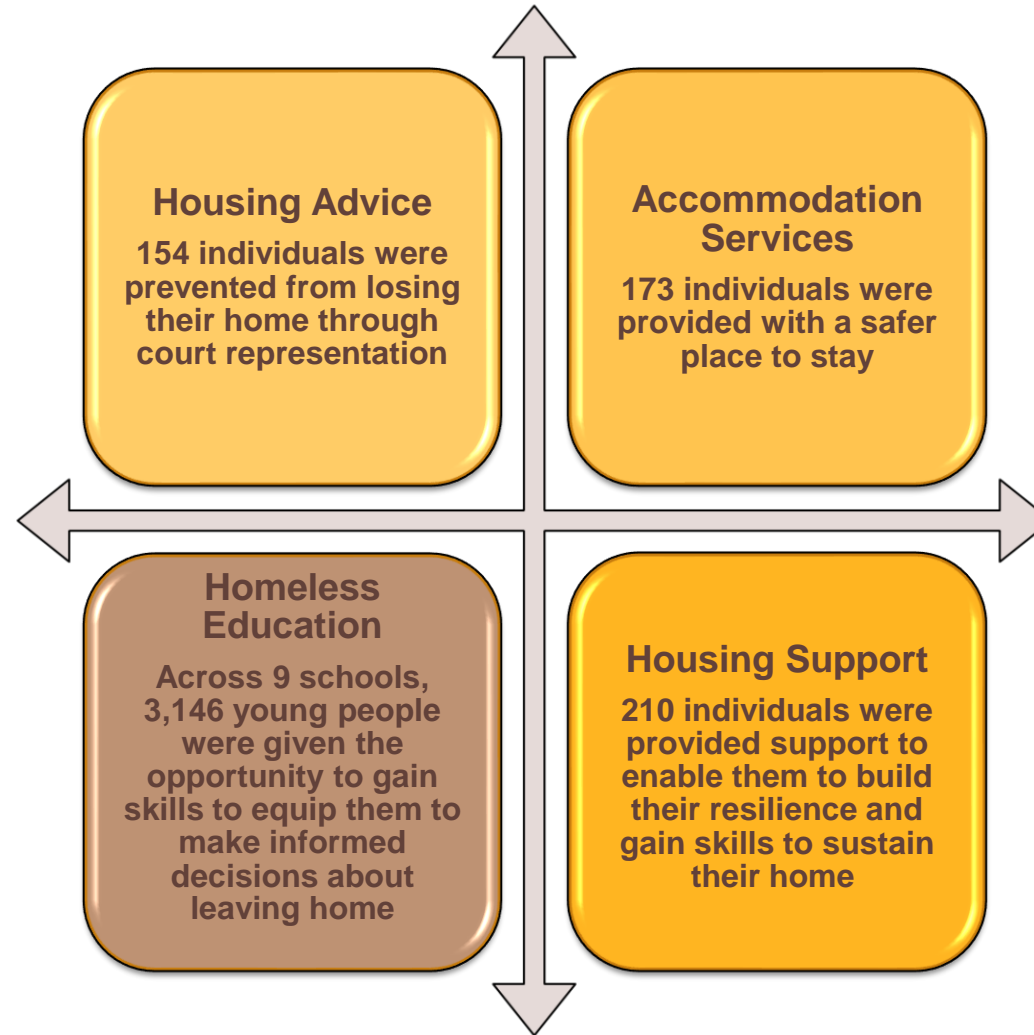 Housing Advice
154 individuals were
prevented from losing
their home through
court representation
Accommodation
Services
173 individuals were
provided with a safer
place to stay
Homeless
Education
Across 9 schools,
3,146 young people
were given the
opportunity to gain
skills to equip them to
make informed
decisions about
leaving home
Housing Support
210 individuals were
provided support to
enable them to build
their resilience and
gain skills to sustain
their home